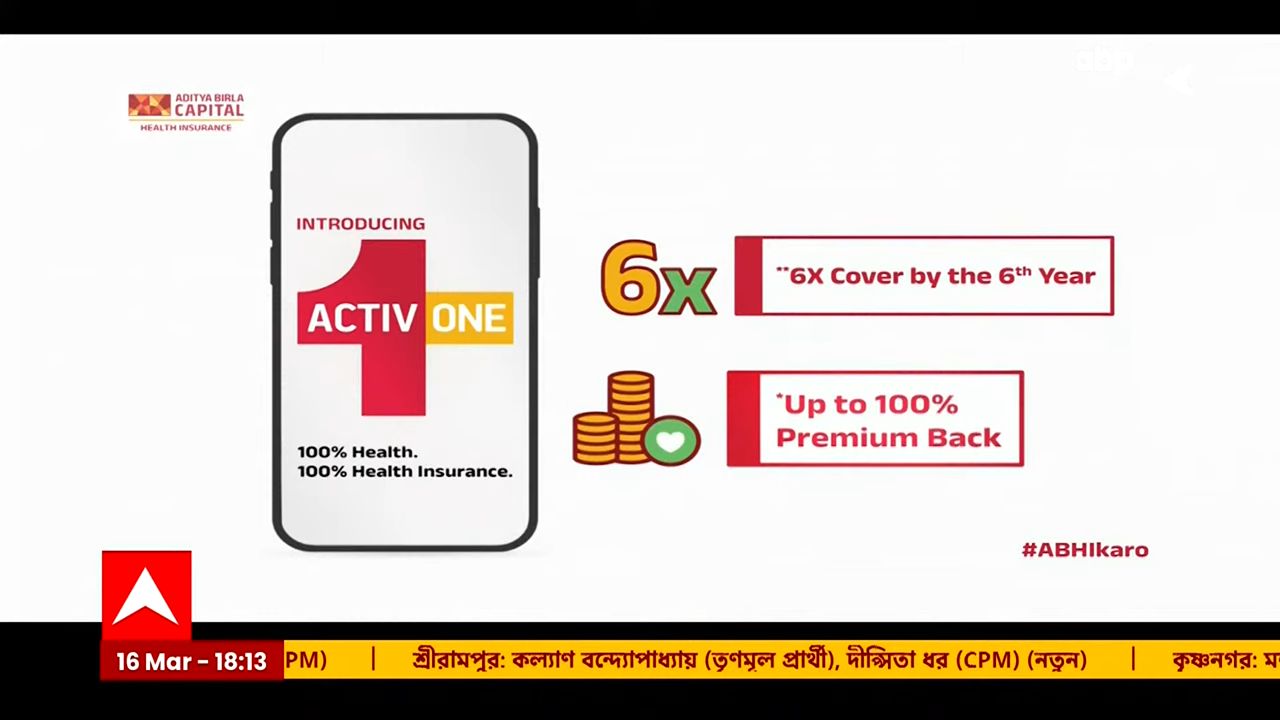 abp
ADITYA BIRLA
CAPITAL
HEALTH INSURANCE
INTRODUCING
1
ACTIV ONE
100% Health.
100% Health Insurance.
6x
**6X Cover by the 6th Year
*Up to 100%
Premium Back
#ABHIkaro
16 Mar - 18:13
PM) | শ্রীরামপুর: কল্যাণ বন্দ্যোপাধ্যায় (তৃণমূল প্রার্থী), দীপ্সিতা ধর (CPM) (নতুন) | কৃষ্ণনগর: